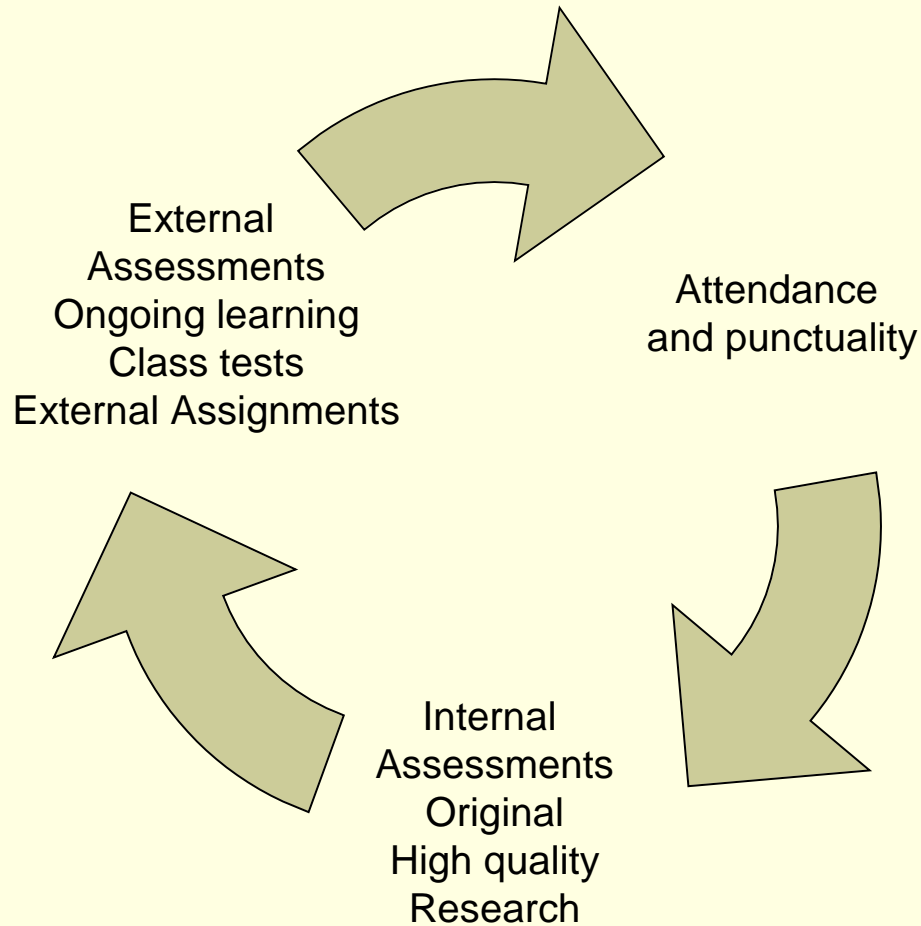 External
Assessments
Ongoing learning
Class tests
External Assignments
Attendance
and punctuality
Internal
Assessments
Original
High quality
Research